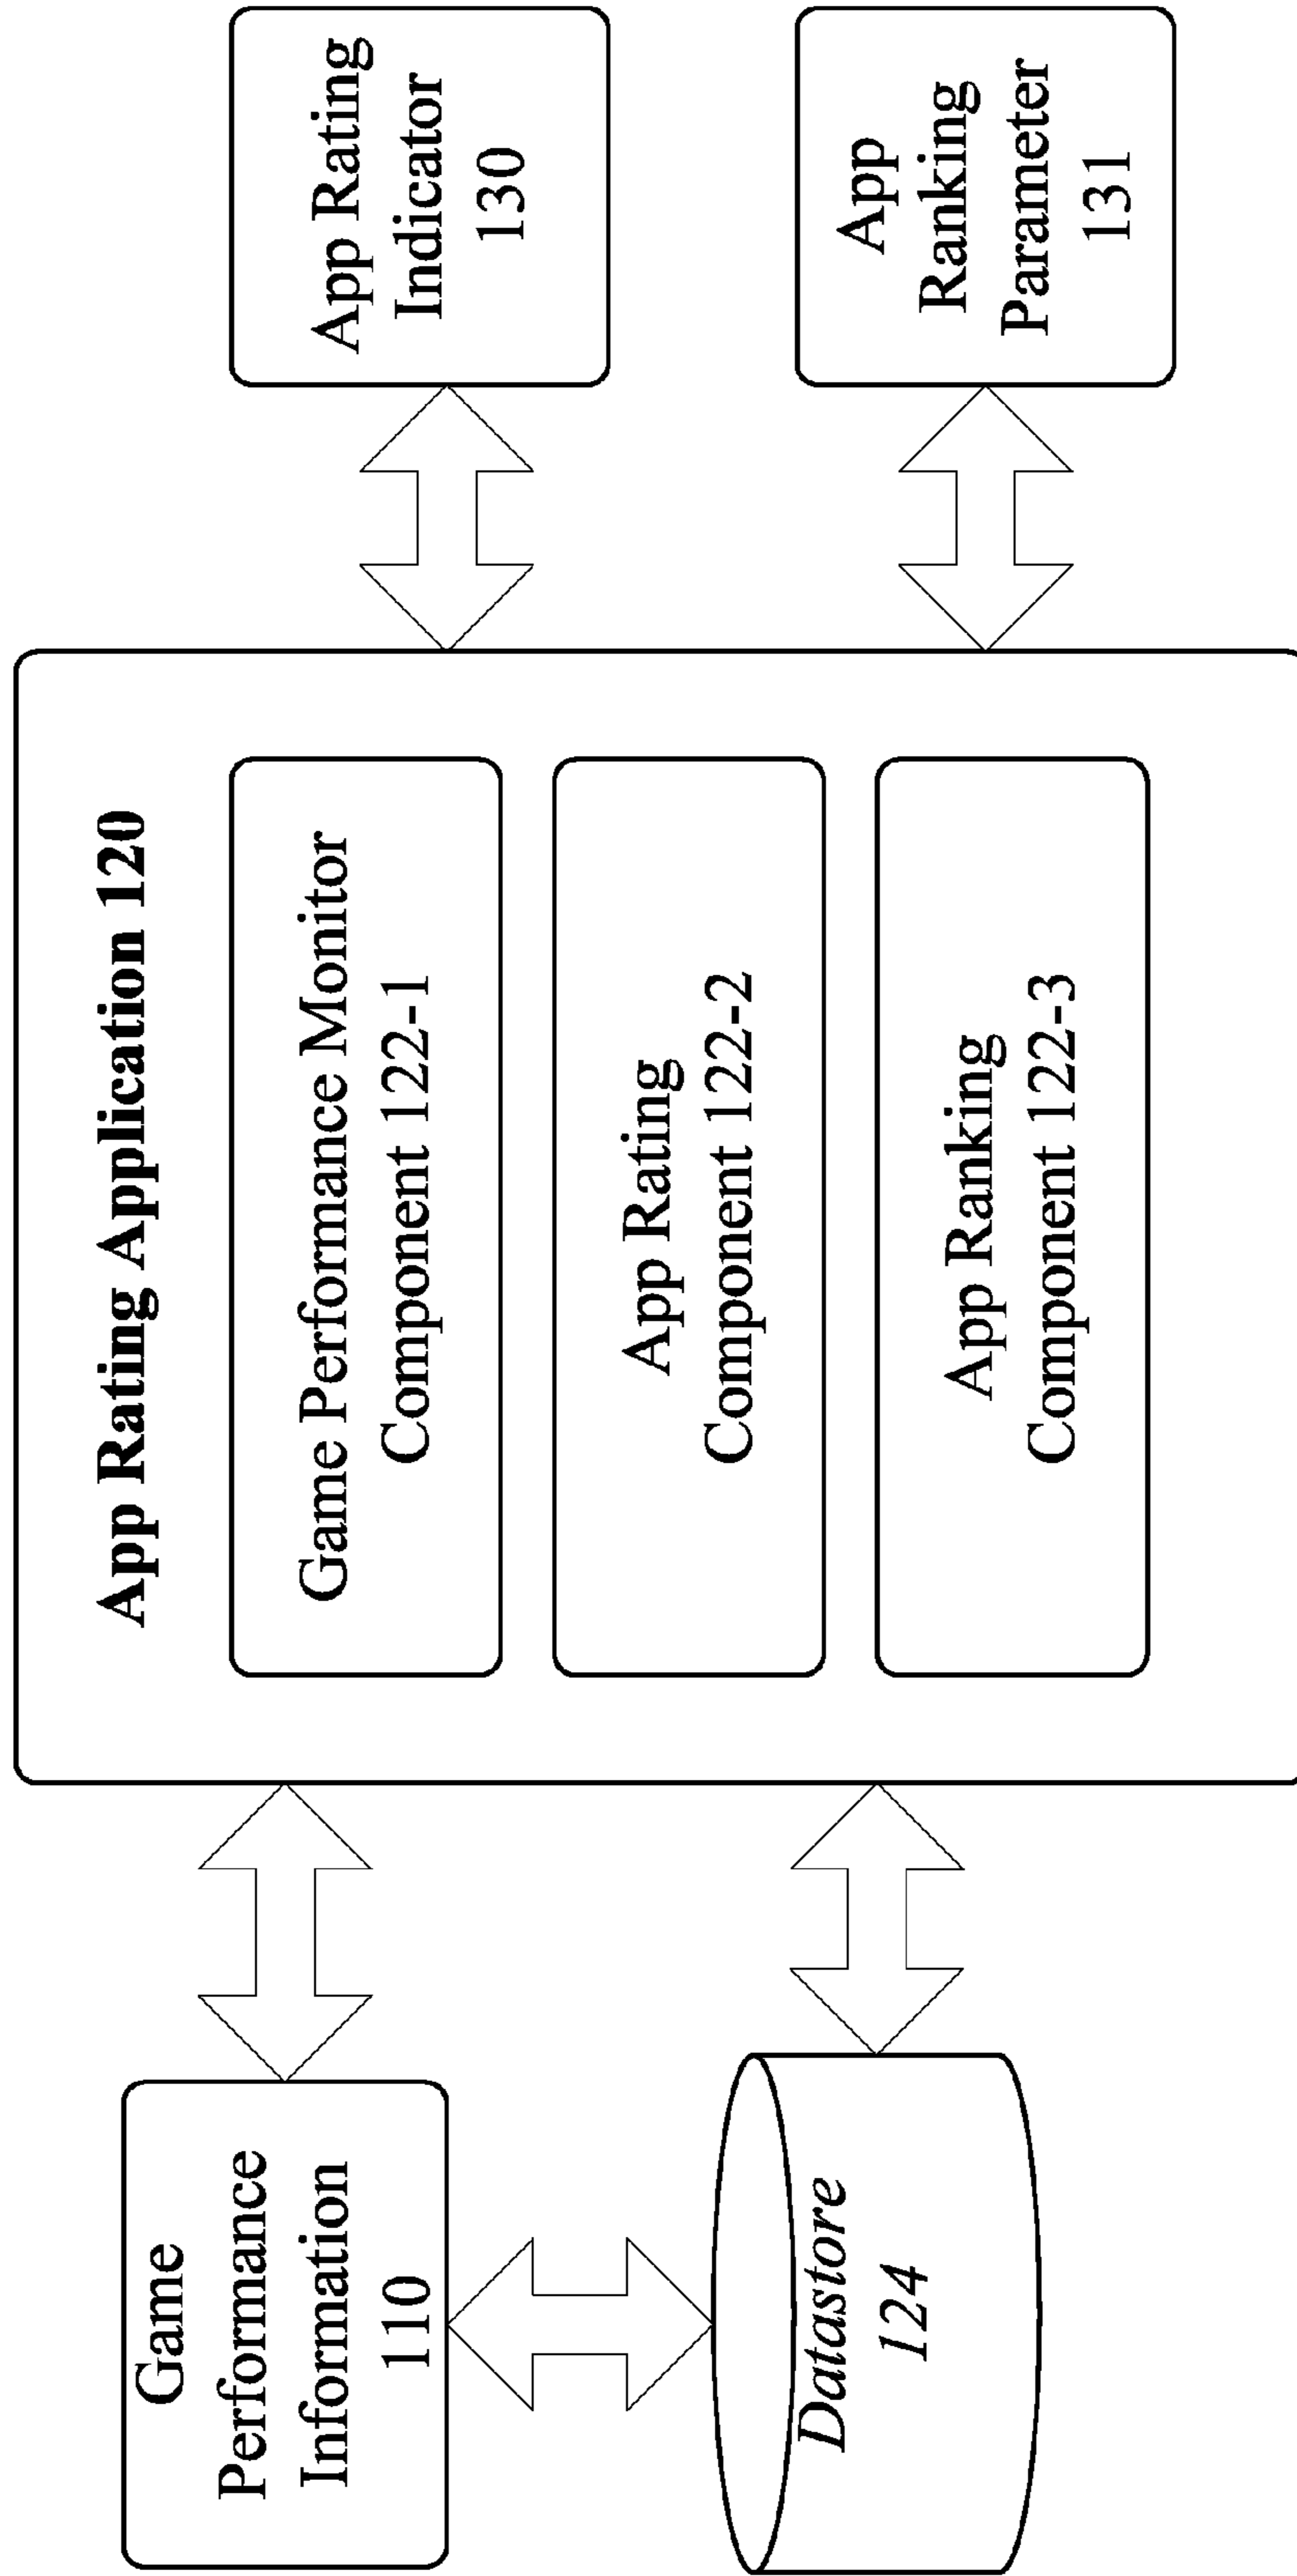 App Rating Application 120
Game
Performance
Information
110
Datastore
124
Game Performance Monitor
Component 122-1
App Rating
Component 122-2
App Ranking
Component 122-3
App Rating
Indicator
130
App
Ranking
Parameter
131